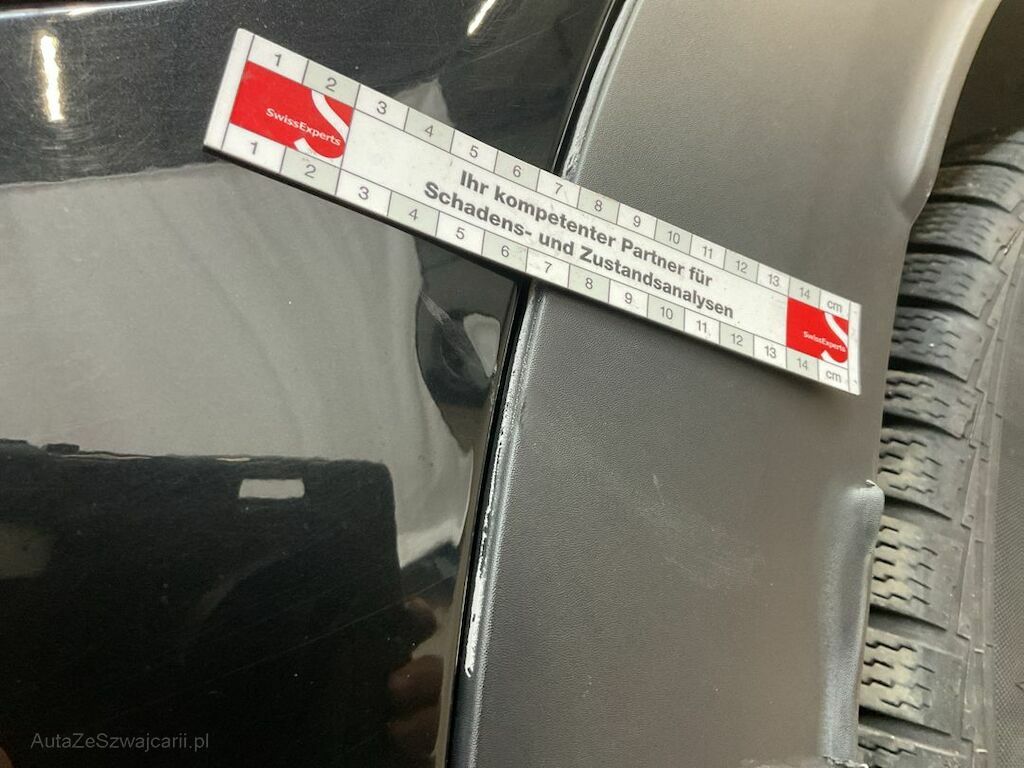 1 2 3 4 5 6 7 8 9 10 11 12 13 14 cm
SwissExperts
Ihr kompetenter Partner für
Schadens- und Zustandsanalysen
SwissExperts
1 2 3 4 5 6 7 8 9 10 11 12 13 14 cm
AutaZeSzwajcarii.pl